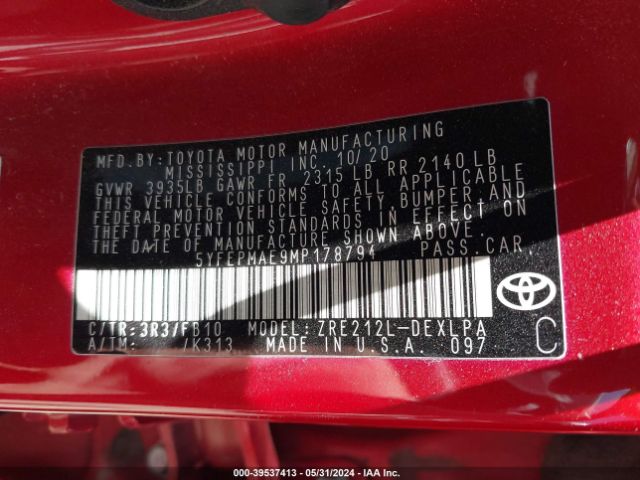 MFD.BY:TOYOTA MOTOR MANUFACTURING
MISSISSIPPI INC. 10/20
GVWR 3935LB GAWR FR 2315 LB RR 2140 LB
THIS VEHICLE CONFORMS TO ALL APPLICABLE
FEDERAL MOTOR VEHICLE SAFETY, BUMPER, AND
THEFT PREVENTION STANDARDS IN EFFECT ON
THE DATE OF MANUFACTURE SHOWN ABOVE.
5YFEPMAE9MP178794 PASS.CAR
C/TR:3R3/FB10 MODEL:ZRE212L-DEXLPA
A/TM: /K313 MADE IN U.S.A. 097
TOYOTA
C
000-39537413 - 05/31/2024 - IAA Inc.